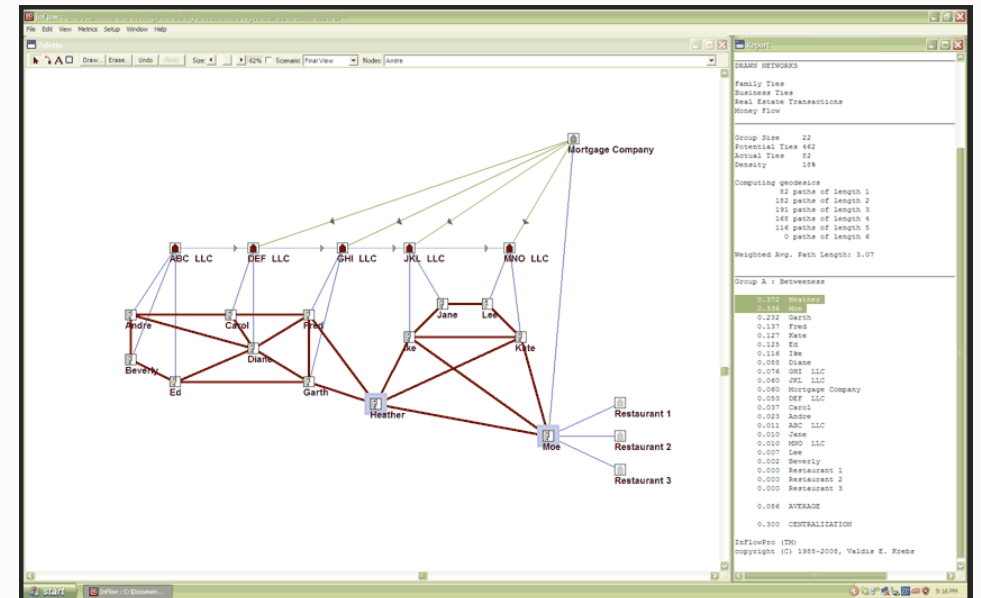 InFlow
File Edit View Metrics Setup Window Help
Palette
Report
A Draw... Erase... Undo Redo Size: 62% Scenario: Final View Node: Andre
DRAWN NETWORKS
Family Ties
Business Ties
Real Estate Transactions
Money Flow
Group Size 22
Potential Ties 462
Actual Ties 82
Density 18%
Computing geodesics
82 paths of length 1
182 paths of length 2
191 paths of length 3
168 paths of length 4
116 paths of length 5
0 paths of length 6
Weighted Avg. Path Length: 3.07
Group A : Betweeness
0.372 Heather
0.336 Moe
0.232 Garth
0.137 Fred
0.127 Kate
0.125 Ed
0.116 Ike
0.088 Diane
0.076 GHI LLC
0.060 JKL LLC
0.060 Mortgage Company
0.053 DEF LLC
0.037 Carol
0.023 Andre
0.011 ABC LLC
0.010 Jane
0.010 MNO LLC
0.007 Lee
0.002 Beverly
0.000 Restaurant 1
0.000 Restaurant 2
0.000 Restaurant 3
0.086 AVERAGE
0.300 CENTRALIZATION
InFlowPro (TM)
copyright (C) 1988-2008, Valdis E. Krebs
Mortgage Company
ABC LLC DEF LLC GHI LLC JKL LLC MNO LLC
Jane Lee
Andre Carol Fred
Ike Kate
Diane
Beverly
Ed Garth
Heather
Restaurant 1
Moe Restaurant 2
Restaurant 3
start InFlow : C:\Documen... 9:16 PM